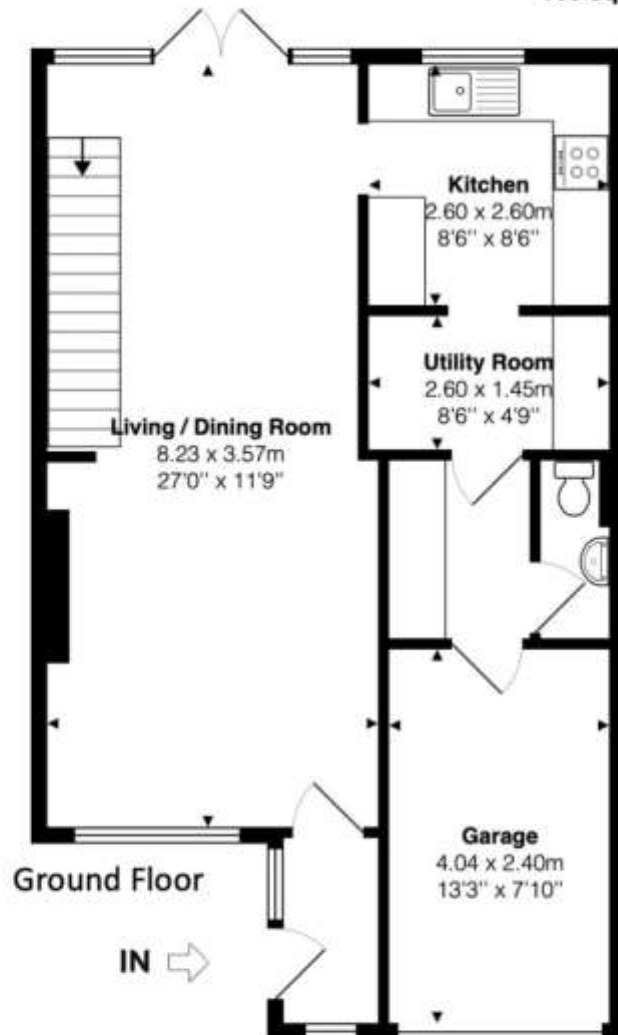 Kitchen
2.60 x 2.60m
8'6" x 8'6"
Utility Room
2.60 x 1.45m
8'6" x 4'9"
Living / Dining Room
8.23 x 3.57m
27'0" x 11'9"
Garage
4.04 x 2.40m
13'3" x 7'10"
Ground Floor
IN